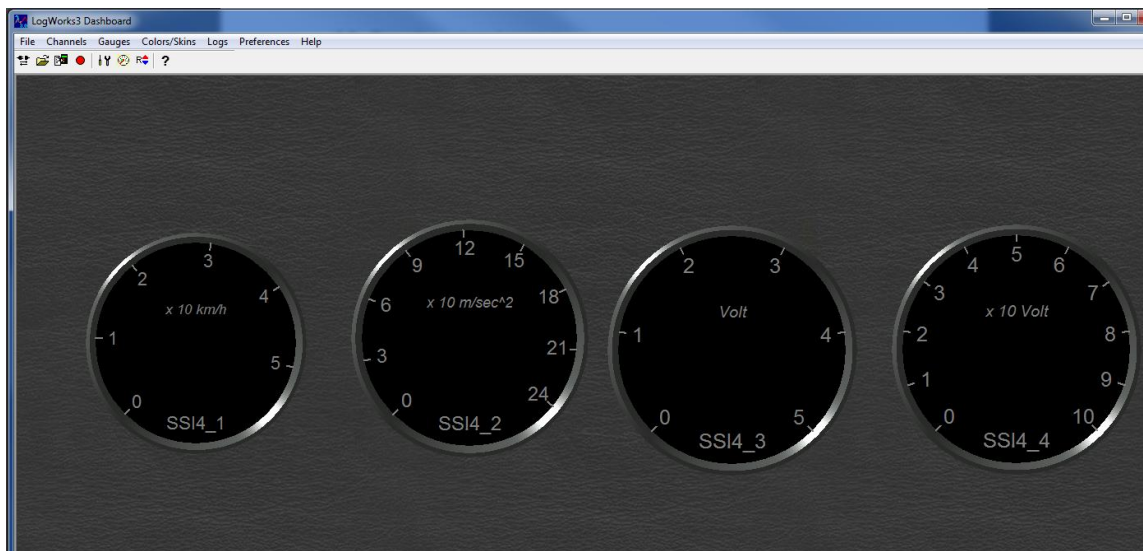 LogWorks3 Dashboard
File Channels Gauges Colors/Skins Logs Preferences Help
R ?
0 1 2 3 4 5
x 10 km/h
SSI4_1
0 3 6 9 12 15 18 21 24
x 10 m/sec^2
SSI4_2
0 1 2 3 4 5
Volt
SSI4_3
0 1 2 3 4 5 6 7 8 9 10
x 10 Volt
SSI4_4